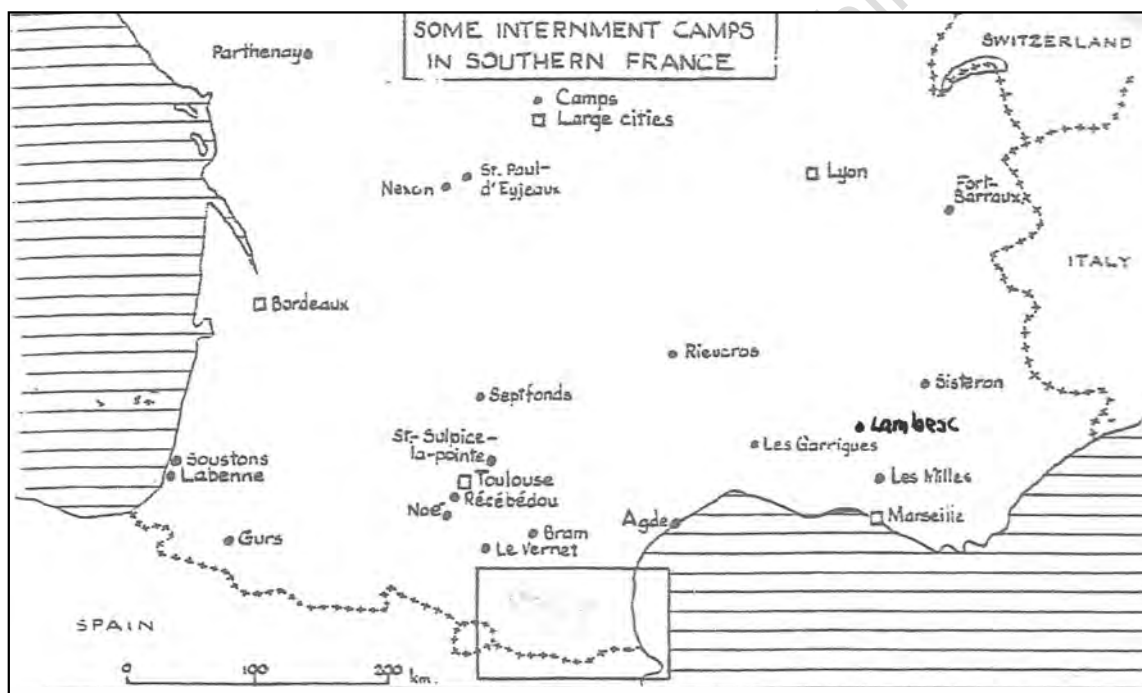 SOME INTERNMENT CAMPS
IN SOUTHERN FRANCE
Camps
Large cities
SWITZERLAND
Parthenay
St. Paul-
d'Eyjeaux
Nexon
Lyon
Fort-
Barraux
ITALY
Bordeaux
Rieucros
Sisteron
Septfonds
Lambesc
St-Sulpice-
la-pointe
Les Garrigues
Soustons
Labenne
Toulouse
Les Milles
Récébédou
Noé
Marseille
Agde
Bram
Gurs
Le Vernet
SPAIN
0 100 200 km.